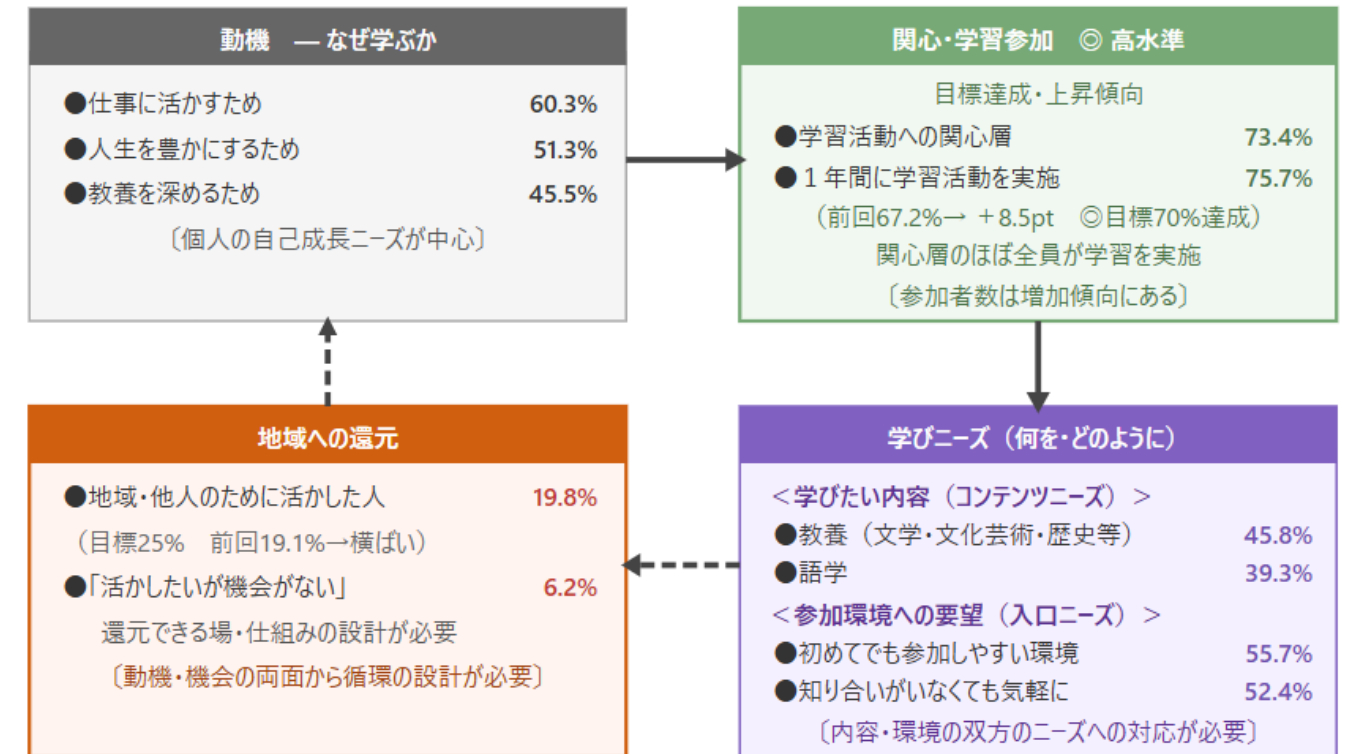 動機　— なぜ学ぶか
●仕事に活かすため 60.3%
●人生を豊かにするため 51.3%
●教養を深めるため 45.5%
〔個人の自己成長ニーズが中心〕
関心・学習参加　◎ 高水準
目標達成・上昇傾向
●学習活動への関心層 73.4%
●１年間に学習活動を実施 75.7%
（前回67.2%→ ＋8.5pt　◎目標70%達成）
関心層のほぼ全員が学習を実施
〔参加者数は増加傾向にある〕
学びニーズ（何を・どのように）
＜学びたい内容（コンテンツニーズ）＞
●教養（文学・文化芸術・歴史等） 45.8%
●語学 39.3%
＜参加環境への要望（入口ニーズ）＞
●初めてでも参加しやすい環境 55.7%
●知り合いがいなくても気軽に 52.4%
〔内容・環境の双方のニーズへの対応が必要〕
地域への還元
●地域・他人のために活かした人 19.8%
（目標25%　前回19.1%→横ばい）
●「活かしたいが機会がない」 6.2%
還元できる場・仕組みの設計が必要
〔動機・機会の両面から循環の設計が必要〕